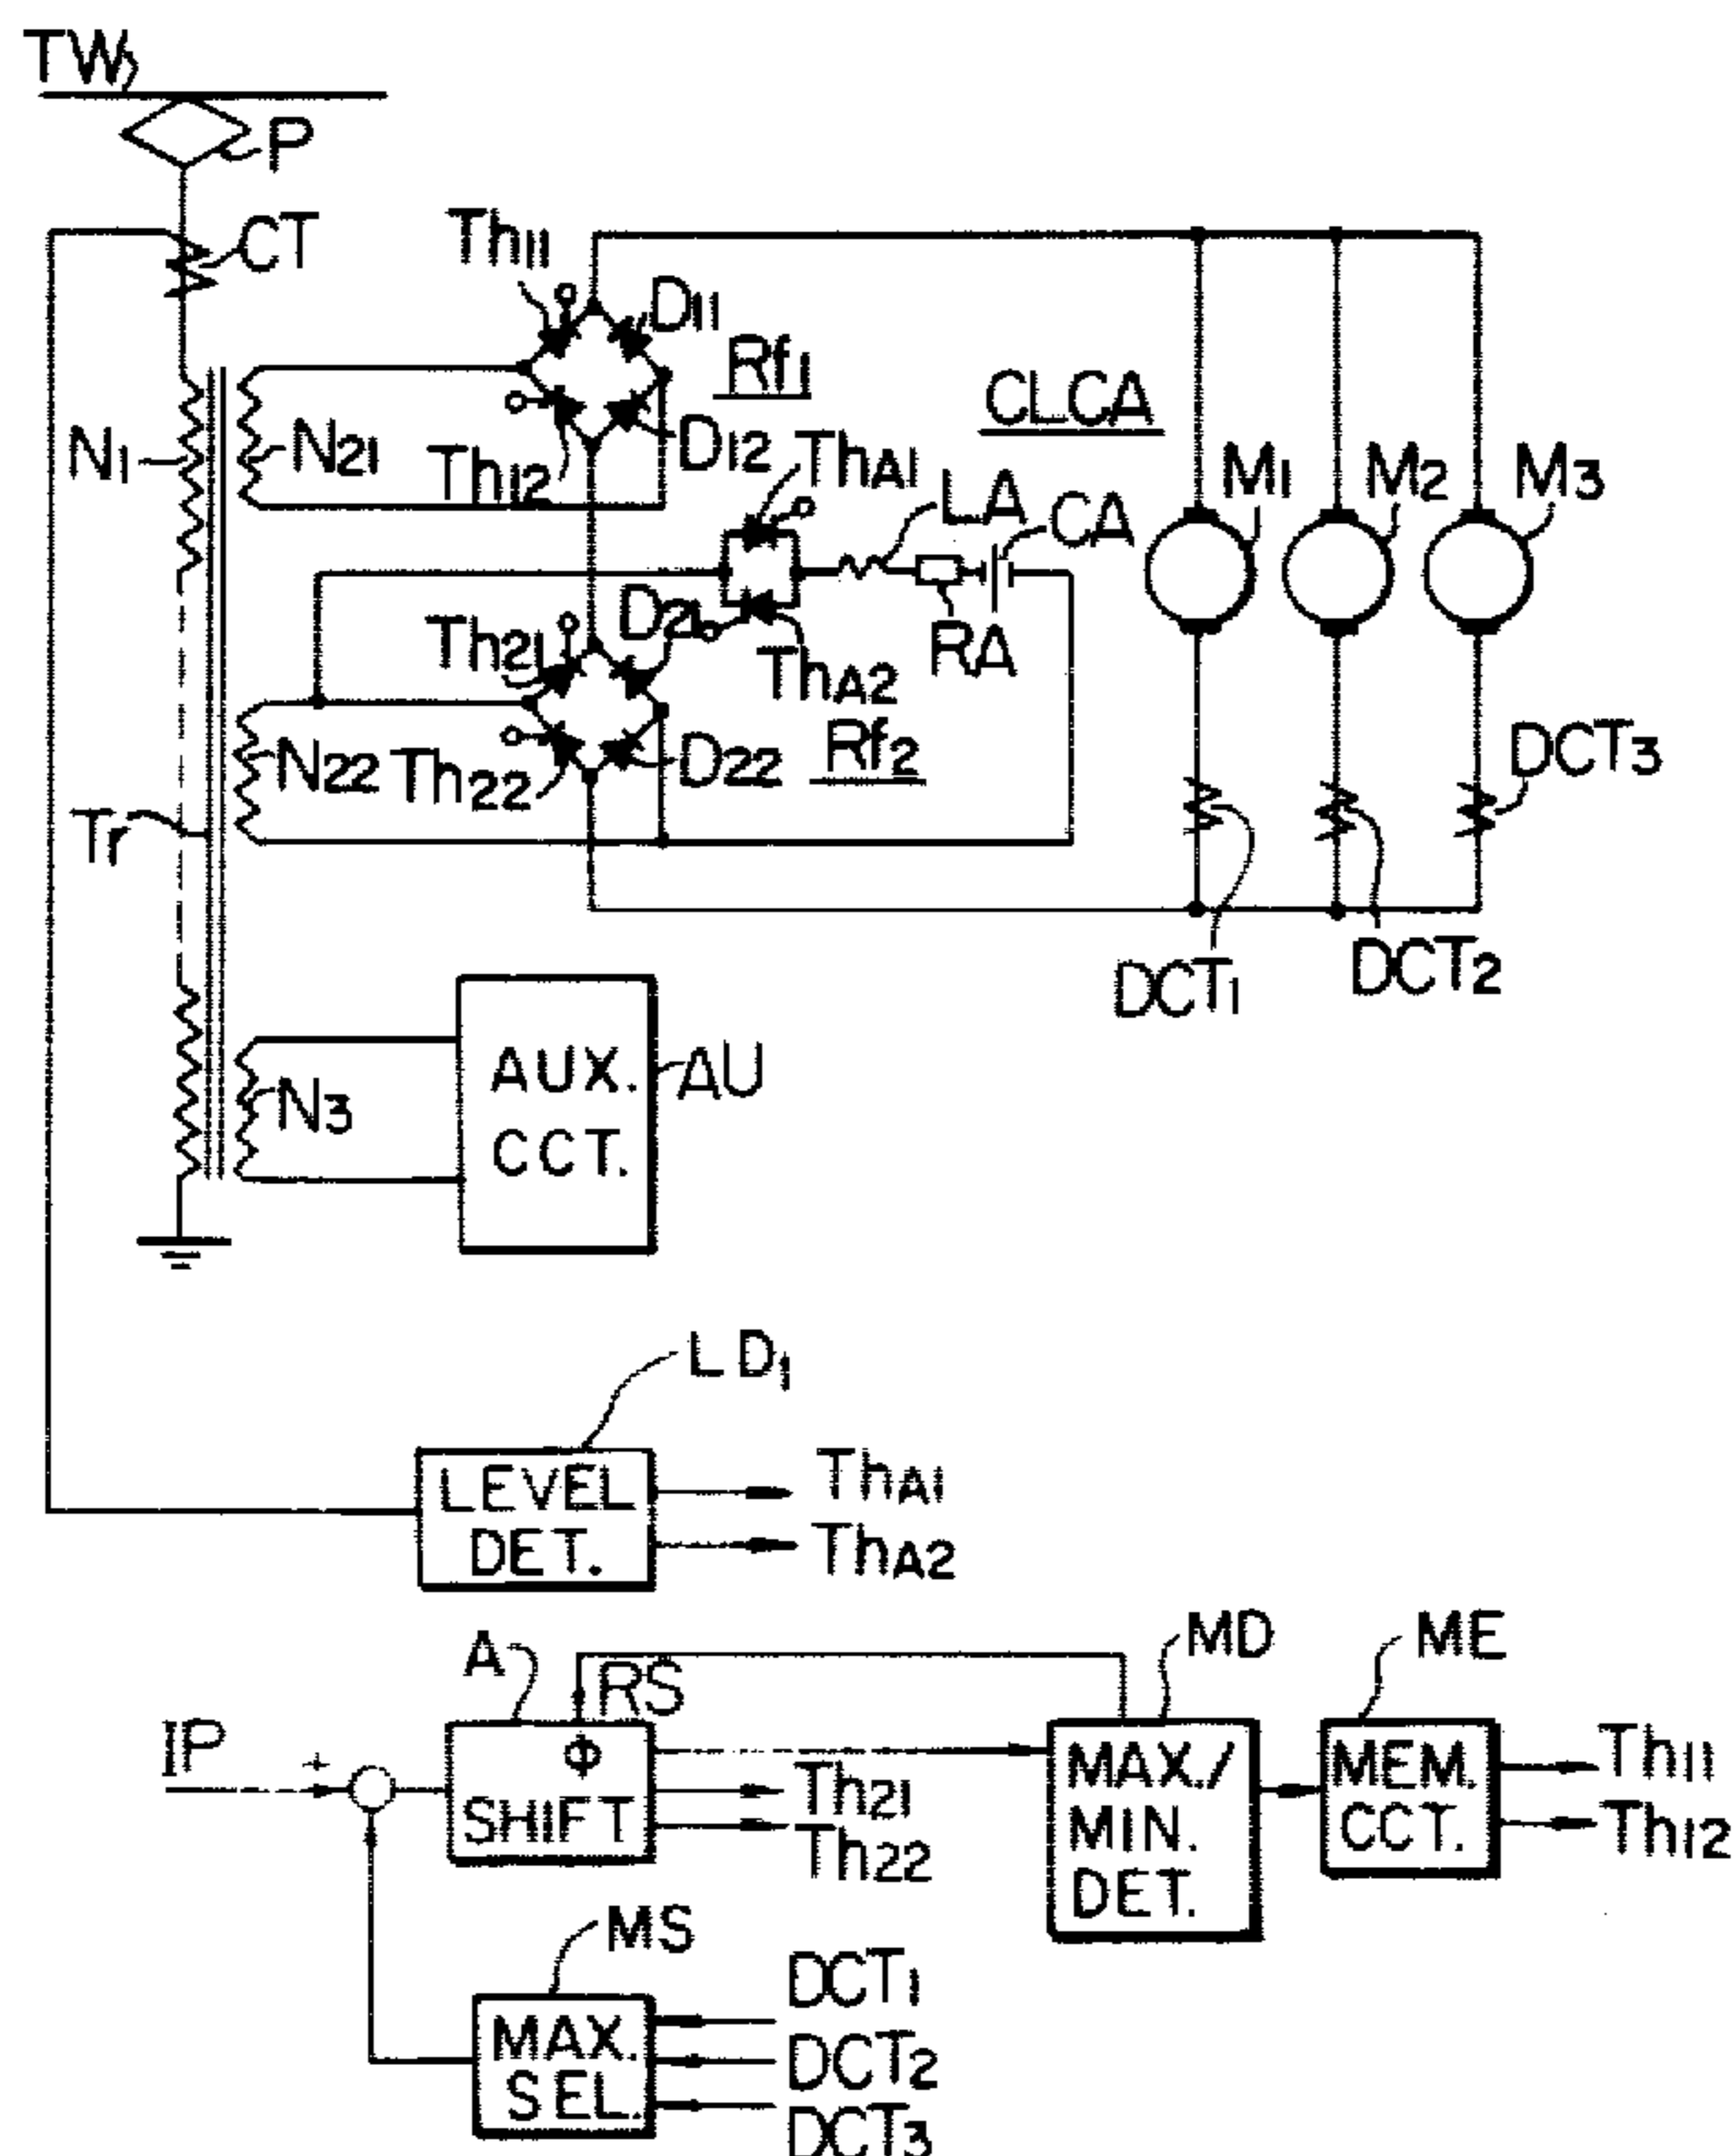 TW
P
CT
Th11
D11
Rf1
N1
N21
Th12
D12
CLCA
ThA1
LA
CA
M1
M2
M3
Th21
D21
ThA2
RA
N22
Th22
D22
Rf2
DCT3
Tr
DCT1
DCT2
AUX.
CCT.
AU
N3
LD1
LEVEL
DET.
ThA1
ThA2
A
RS
MD
ME
IP
+
Φ
SHIFT
Th21
Th22
MAX./
MIN.
DET.
MEM.
CCT.
Th11
Th12
MS
MAX.
SEL.
DCT1
DCT2
DCT3